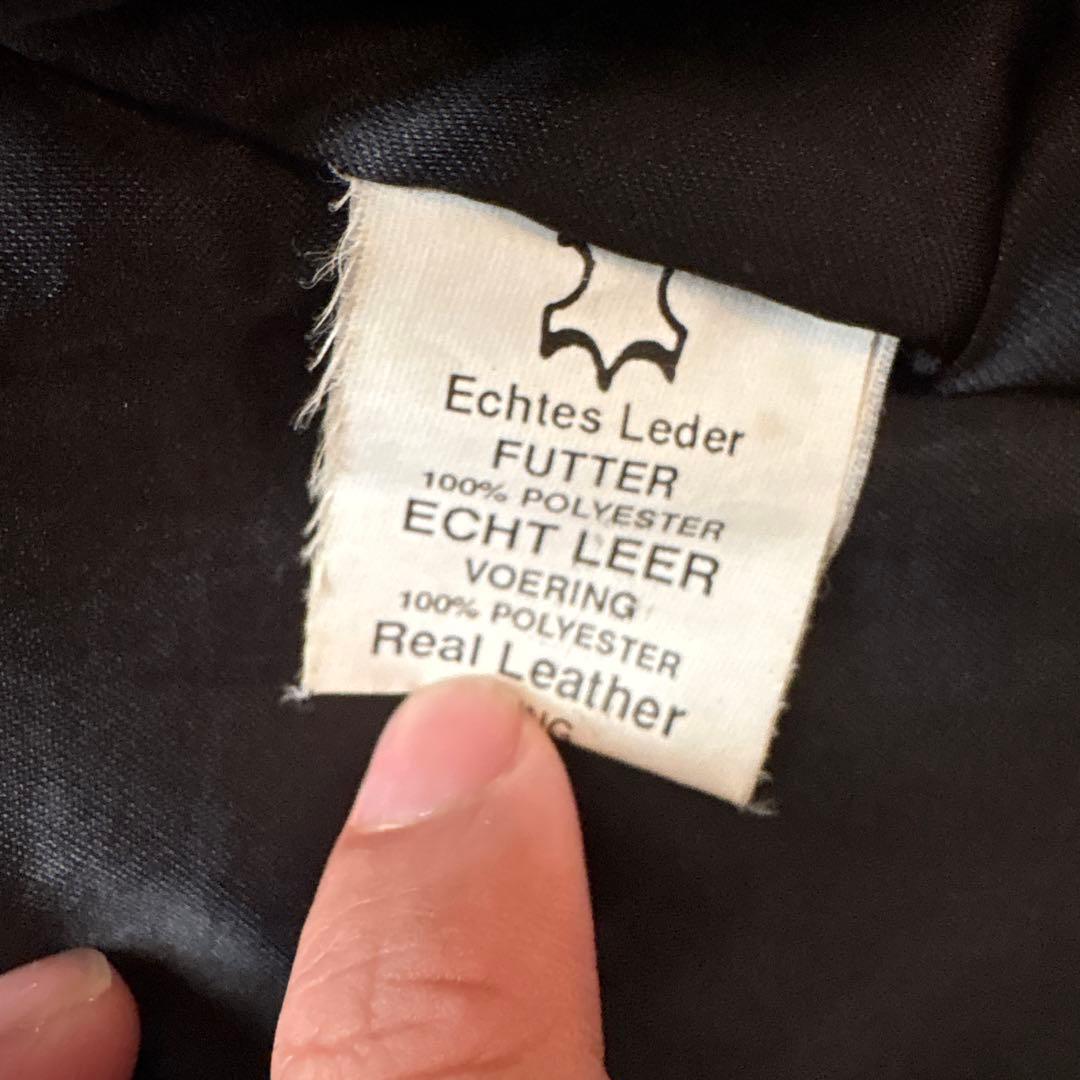 Echtes Leder
FUTTER
100% POLYESTER
ECHT LEER
VOERING
100% POLYESTER
Real Leather